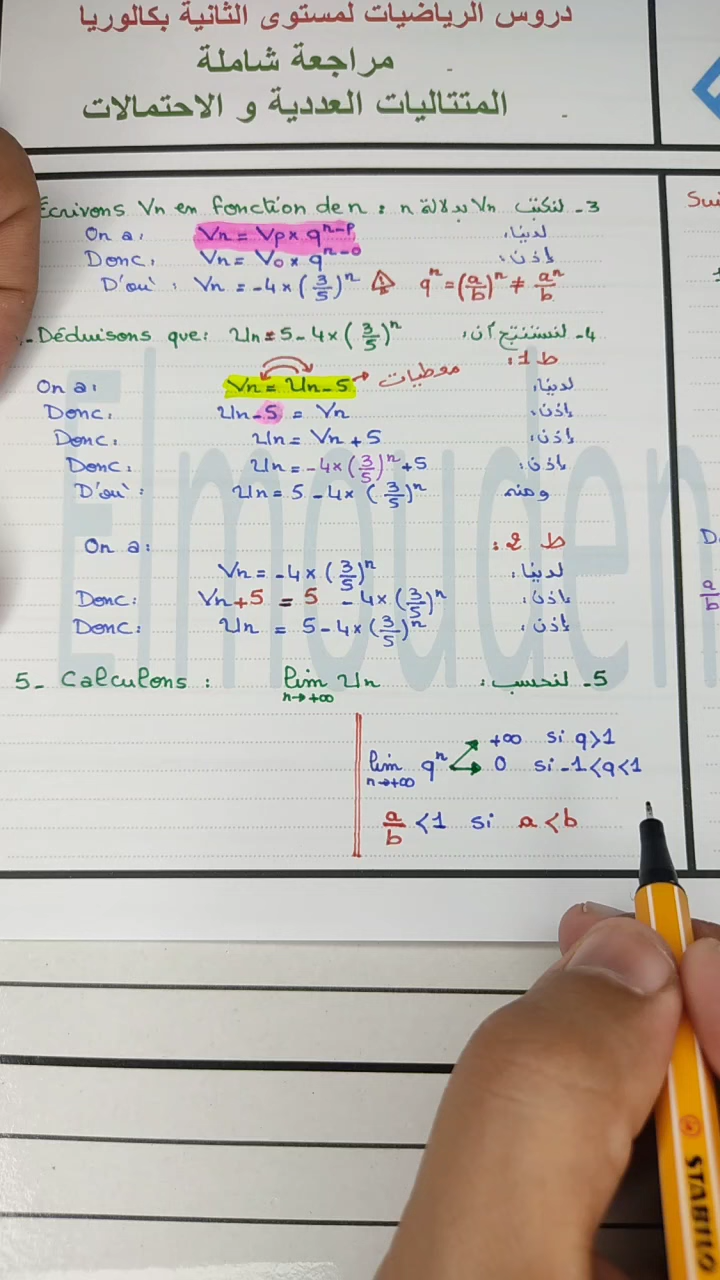 دروس الرياضيات لمستوى الثانية بكالوريا
مراجعة شاملة
المتتاليات العددية و الاحتمالات
Écrivons Vn en fonction de n : لنكتب Vn بدلالة n -3
On a: Vn = Vp × q^(n-p) لدينا:
Donc: Vn = V0 × q^(n-0) إذن:
D'où: Vn = -4 × (3/5)^n ⚠ q^n = (a/b)^n ≠ a^n/b
- Déduisons que: Un = 5 - 4 × (3/5)^n لنستنتج أن: -4
ط 1:
On a: Vn = Un - 5 → معطيات لدينا:
Donc: Un - 5 = Vn إذن:
Donc: Un = Vn + 5 إذن:
Donc: Un = -4 × (3/5)^n + 5 إذن:
D'où: Un = 5 - 4 × (3/5)^n ومنه
On a: ط 2:
Vn = -4 × (3/5)^n لدينا:
Donc: Vn + 5 = 5 - 4 × (3/5)^n إذن:
Donc: Un = 5 - 4 × (3/5)^n إذن:
5- Calculons: lim Un n→+∞ لنحسب: -5
+∞ si q>1
lim q^n n→+∞ 0 si -1<q<1
a/b < 1 si a < b
Elmouden
Sui
D
a/b
STABILO